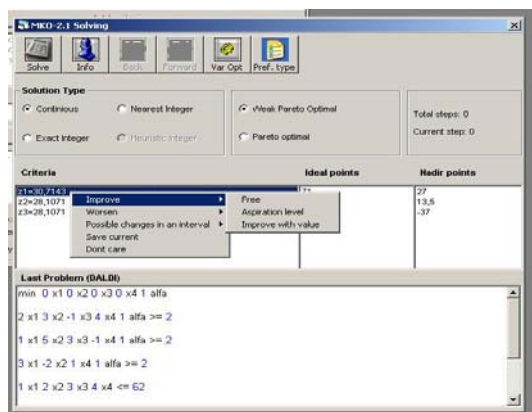 MKO-2.1 Solving
Solve Info Back Forward Var Opt Pref. type
Solution Type
Continious Nearest Integer Weak Pareto Optimal Total steps: 0
Exact Integer Heuristic Integer Pareto optimal Current step: 0
Criteria Ideal points Nadir points
z1=30,7143 27
z2=28,1071 13,5
z3=28,1071 -37
Improve Free
Worsen Aspiration level
Possible changes in an interval Improve with value
Save current
Dont care
Last Problem (DALDI)
min 0 x1 0 x2 0 x3 0 x4 1 alfa
2 x1 3 x2 -1 x3 4 x4 1 alfa >= 2
1 x1 5 x2 3 x3 -1 x4 1 alfa >= 2
3 x1 -2 x2 1 x4 1 alfa >= 2
1 x1 2 x2 3 x3 4 x4 <= 62